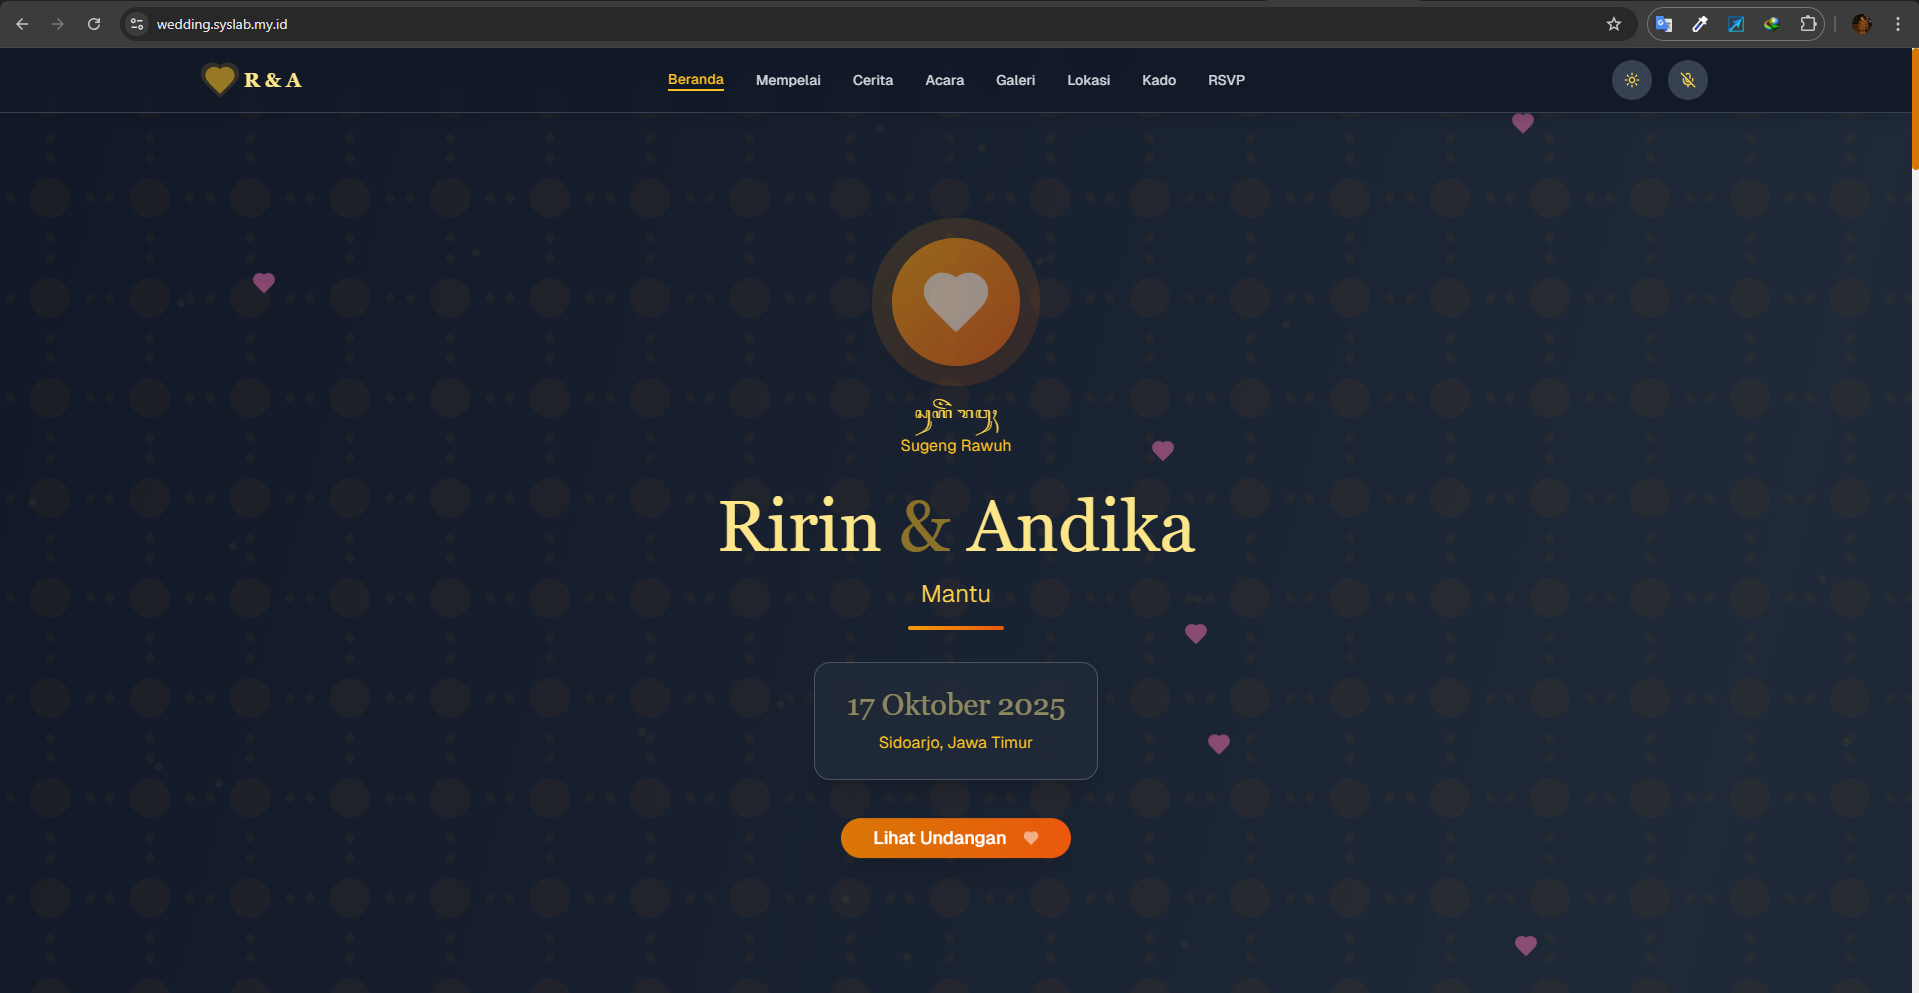 wedding.syslab.my.id
R & A
Beranda
Mempelai
Cerita
Acara
Galeri
Lokasi
Kado
RSVP
Sugeng Rawuh
Ririn & Andika
Mantu
17 Oktober 2025
Sidoarjo, Jawa Timur
Lihat Undangan